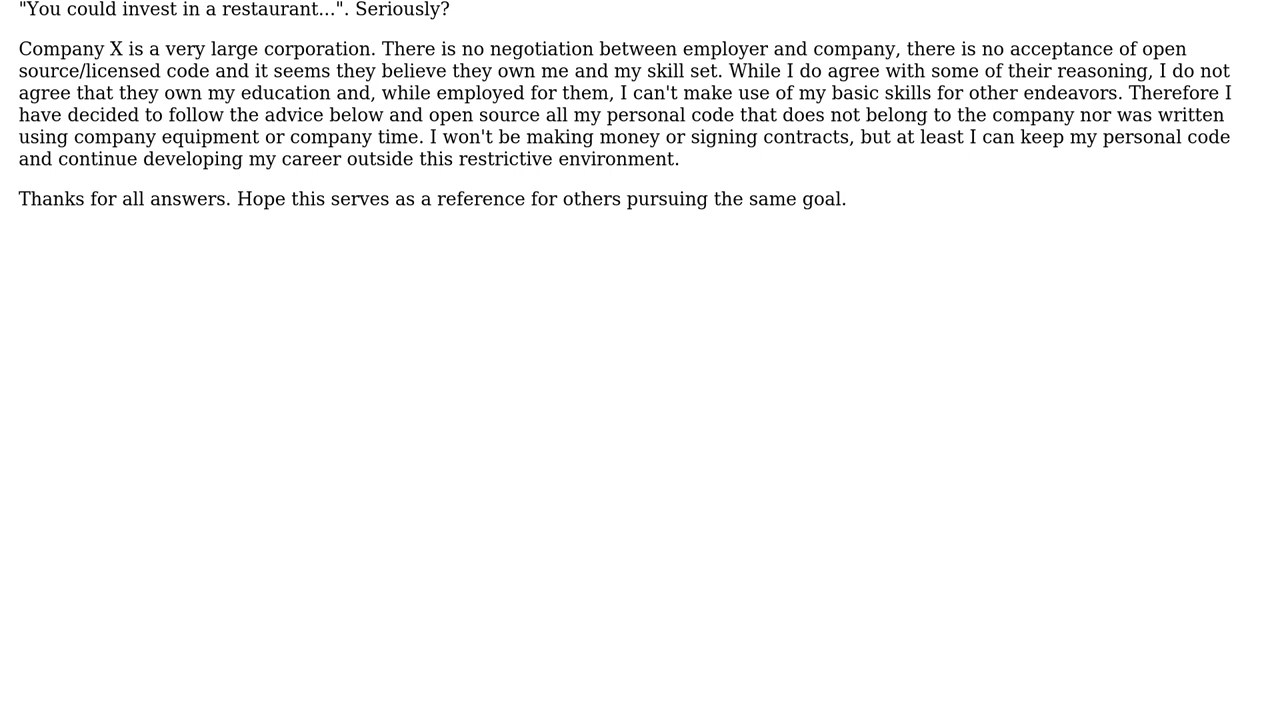 "You could invest in a restaurant...". Seriously?
Company X is a very large corporation. There is no negotiation between employer and company, there is no acceptance of open
source/licensed code and it seems they believe they own me and my skill set. While I do agree with some of their reasoning, I do not
agree that they own my education and, while employed for them, I can't make use of my basic skills for other endeavors. Therefore I
have decided to follow the advice below and open source all my personal code that does not belong to the company nor was written
using company equipment or company time. I won't be making money or signing contracts, but at least I can keep my personal code
and continue developing my career outside this restrictive environment.
Thanks for all answers. Hope this serves as a reference for others pursuing the same goal.